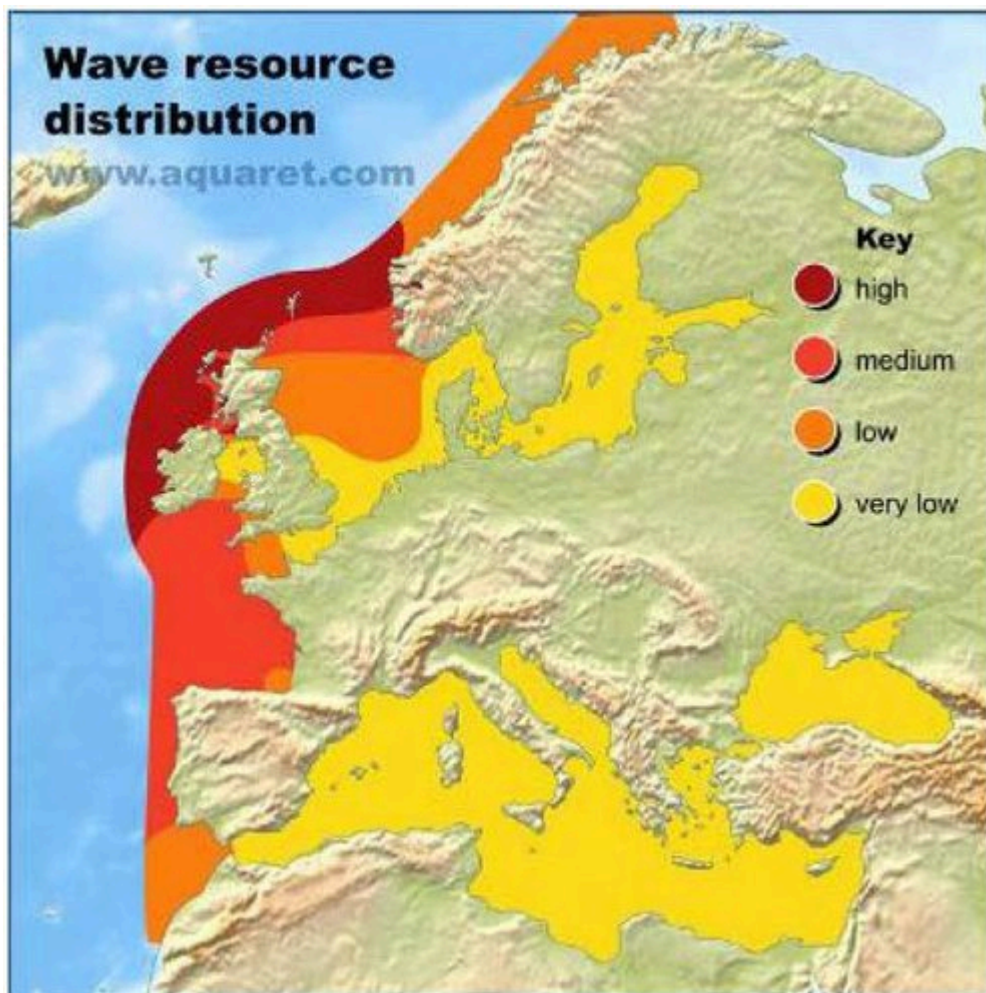 Wave resource
distribution
www.aquaret.com
Key
high
medium
low
very low